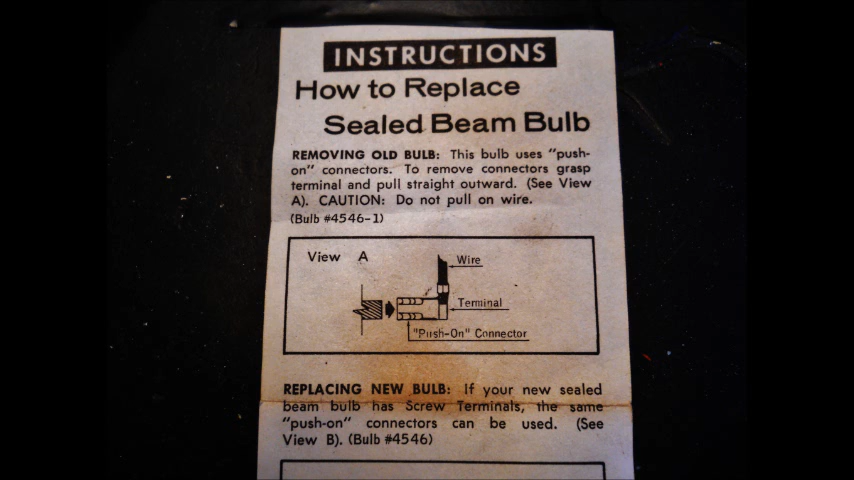 INSTRUCTIONS
How to Replace
Sealed Beam Bulb
REMOVING OLD BULB: This bulb uses "push-
on" connectors. To remove connectors grasp
terminal and pull straight outward. (See View
A). CAUTION: Do not pull on wire.
(Bulb #4546-1)
View A
Wire
Terminal
"Push-On" Connector
REPLACING NEW BULB: If your new sealed
beam bulb has Screw Terminals, the same
"push-on" connectors can be used. (See
View B). (Bulb #4546)